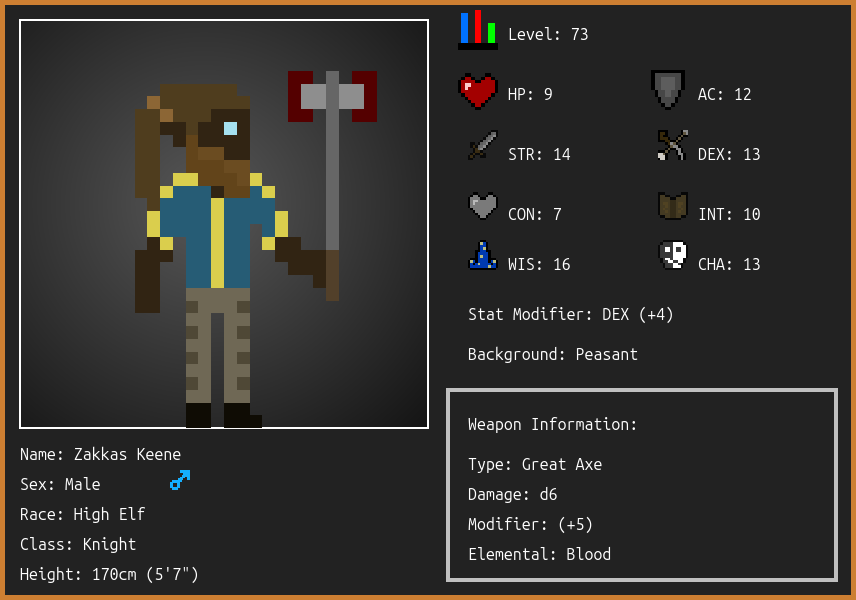 Level: 73
HP: 9
AC: 12
STR: 14
DEX: 13
CON: 7
INT: 10
WIS: 16
CHA: 13
Stat Modifier: DEX (+4)
Background: Peasant
Weapon Information:
Type: Great Axe
Damage: d6
Modifier: (+5)
Elemental: Blood
Name: Zakkas Keene
Sex: Male
Race: High Elf
Class: Knight
Height: 170cm (5'7")